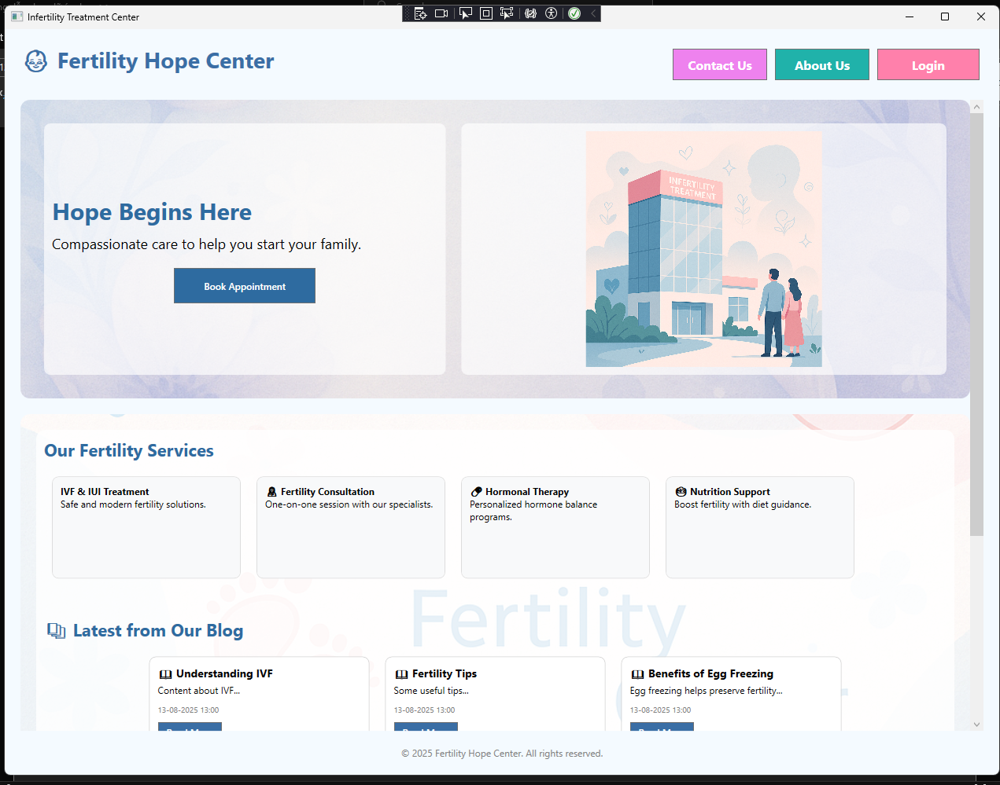 Infertility Treatment Center
Fertility Hope Center
Contact Us
About Us
Login
Hope Begins Here
Compassionate care to help you start your family.
Book Appointment
INFERTILITY
TREATMENT
Our Fertility Services
IVF & IUI Treatment
Safe and modern fertility solutions.
Fertility Consultation
One-on-one session with our specialists.
Hormonal Therapy
Personalized hormone balance
programs.
Nutrition Support
Boost fertility with diet guidance.
Fertility
Latest from Our Blog
Understanding IVF
Content about IVF...
13-08-2025 13:00
Fertility Tips
Some useful tips...
13-08-2025 13:00
Benefits of Egg Freezing
Egg freezing helps preserve fertility...
13-08-2025 13:00
© 2025 Fertility Hope Center. All rights reserved.